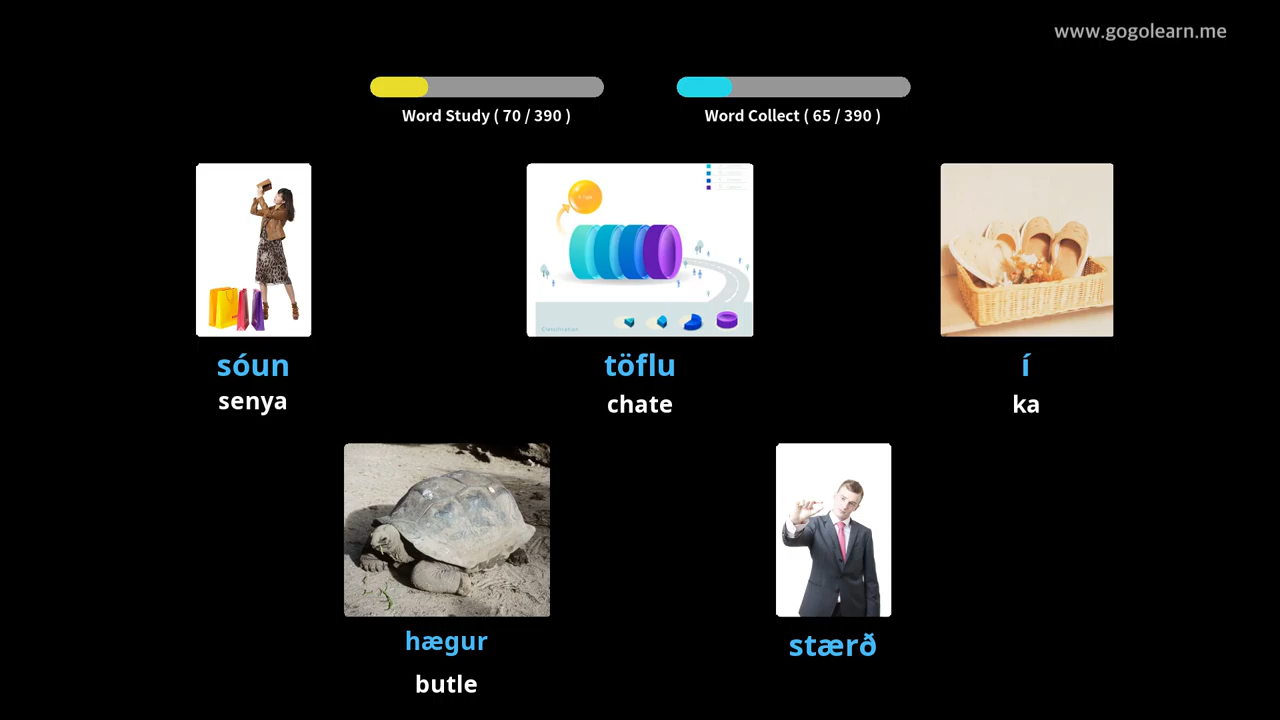 www.gogolearn.me
Word Study ( 70 / 390 )
Word Collect ( 65 / 390 )
sóun
senya
töflu
chate
í
ka
hægur
butle
stærð